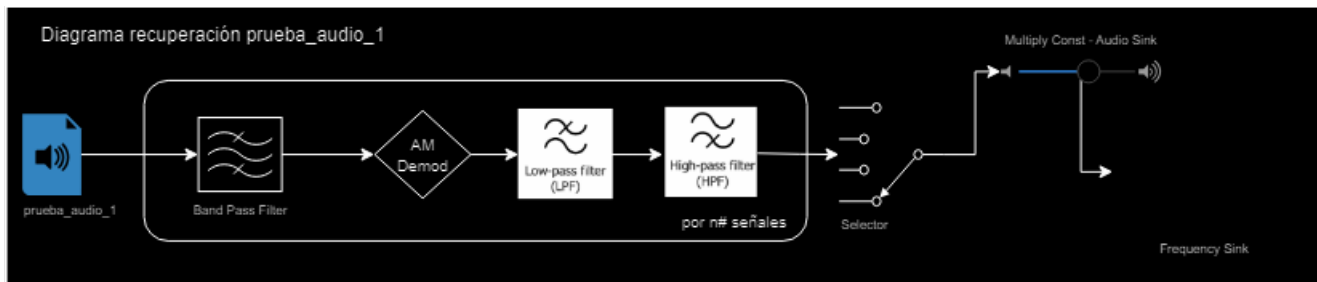 Diagrama recuperación prueba_audio_1
Multiply Const - Audio Sink
AM
Demod
Low-pass filter
(LPF)
High-pass filter
(HPF)
prueba_audio_1
Band Pass Filter
por n# señales
Selector
Frequency Sink